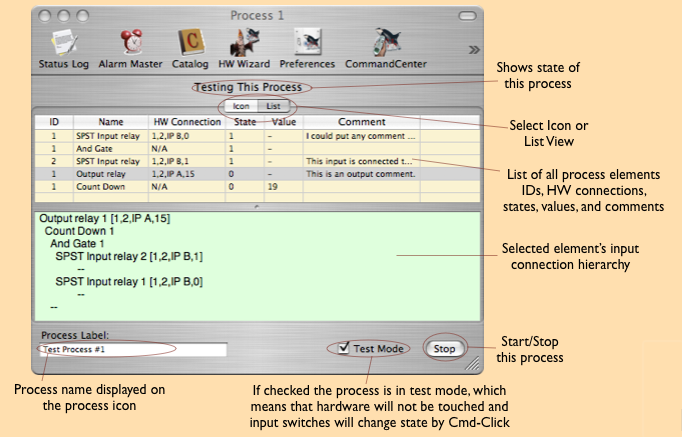 Process 1
Status Log Alarm Master Catalog HW Wizard Preferences CommandCenter »
Testing This Process
Icon List
ID Name HW Connection State Value Comment
1 SPST Input relay 1,2,IP B,0 1 – I could put any comment ...
1 And Gate N/A 1 –
2 SPST Input relay 1,2,IP B,1 1 – This input is connected t...
1 Output relay 1,2,IP A,15 0 – This is an output comment.
1 Count Down N/A 0 19
Output relay 1 [1,2,IP A,15]
Count Down 1
And Gate 1
SPST Input relay 2 [1,2,IP B,1]
--
SPST Input relay 1 [1,2,IP B,0]
--
--
Process Label:
Test Process #1
Test Mode
Stop
Shows state of
this process
Select Icon or
List View
List of all process elements
IDs, HW connections,
states, values, and comments
Selected element's input
connection hierarchy
Start/Stop
this process
Process name displayed on
the process icon
If checked the process is in test mode, which
means that hardware will not be touched and
input switches will change state by Cmd-Click